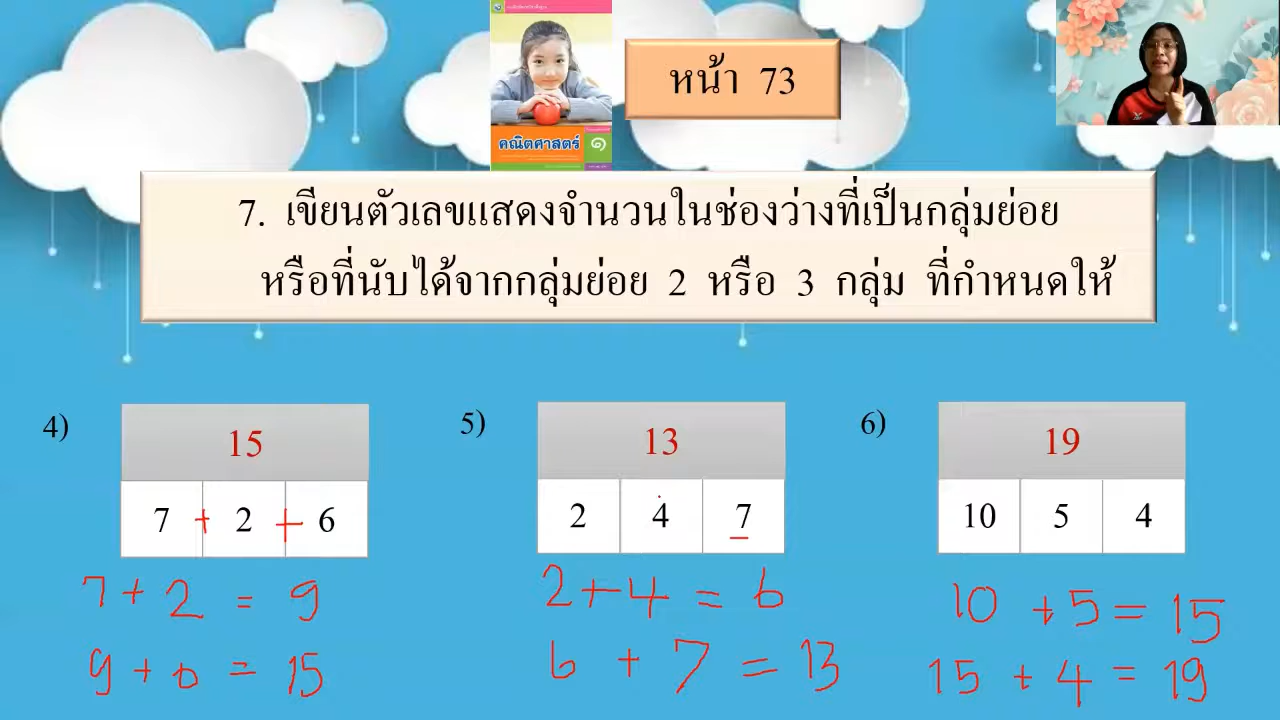 คณิตศาสตร์ ๑
หน้า 73
7. เขียนตัวเลขแสดงจำนวนในช่องว่างที่เป็นกลุ่มย่อย
หรือที่นับได้จากกลุ่มย่อย 2 หรือ 3 กลุ่ม ที่กำหนดให้
4)
15
7 + 2 + 6
7 + 2 = 9
9 + 6 = 15
5)
13
2 4 7
2 + 4 = 6
6 + 7 = 13
6)
19
10 5 4
10 + 5 = 15
15 + 4 = 19